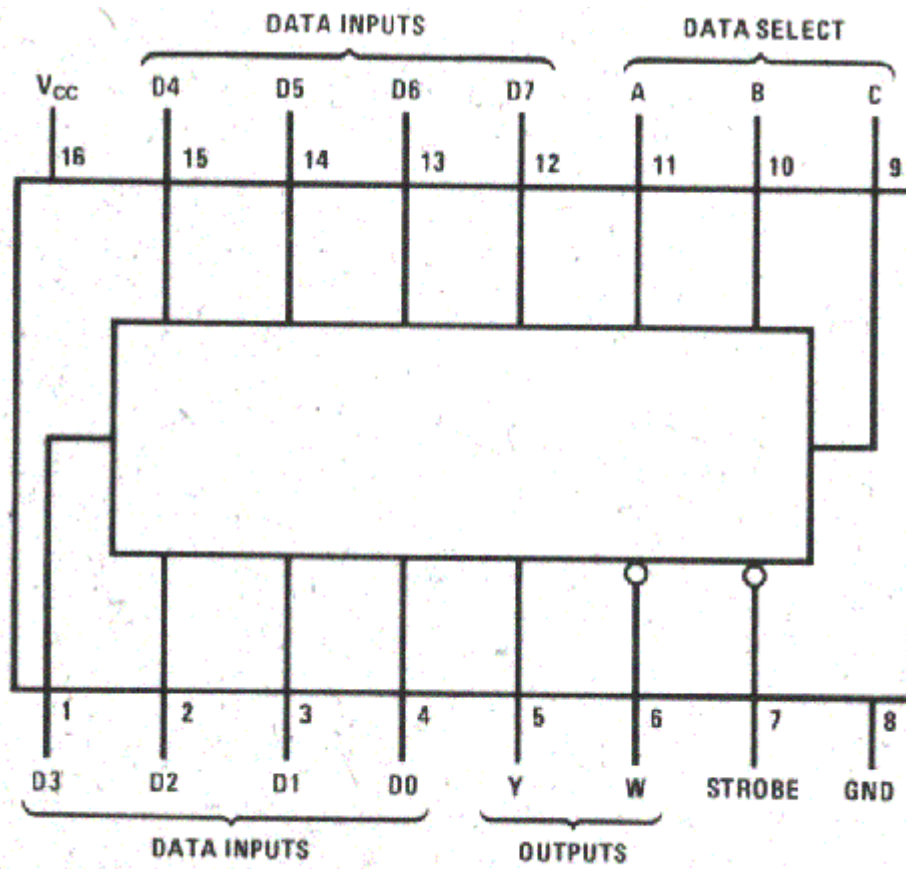 DATA INPUTS DATA SELECT
VCC D4 D5 D6 D7 A B C
16 15 14 13 12 11 10 9
1 2 3 4 5 6 7 8
D3 D2 D1 D0 Y W STROBE GND
DATA INPUTS OUTPUTS